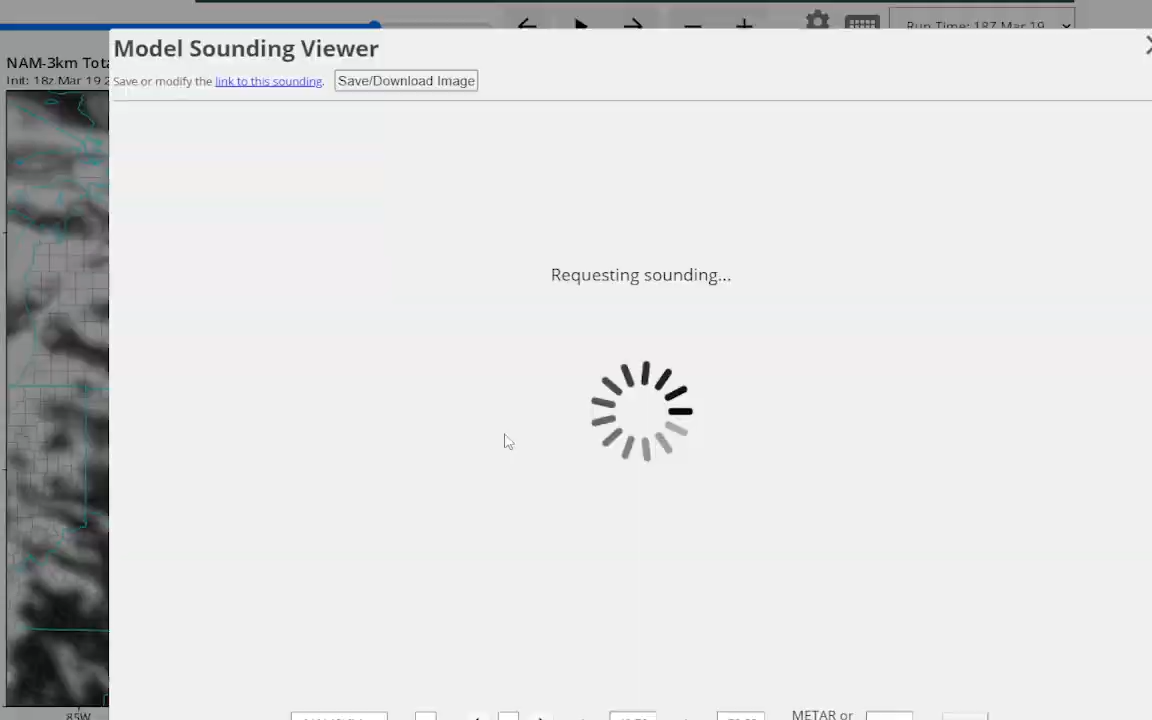 Run Time: 18Z Mar 19
Model Sounding Viewer
NAM-3km Tota
Init: 18z Mar 19 2
Save or modify the link to this sounding. Save/Download Image
Requesting sounding...
85W
METAR or